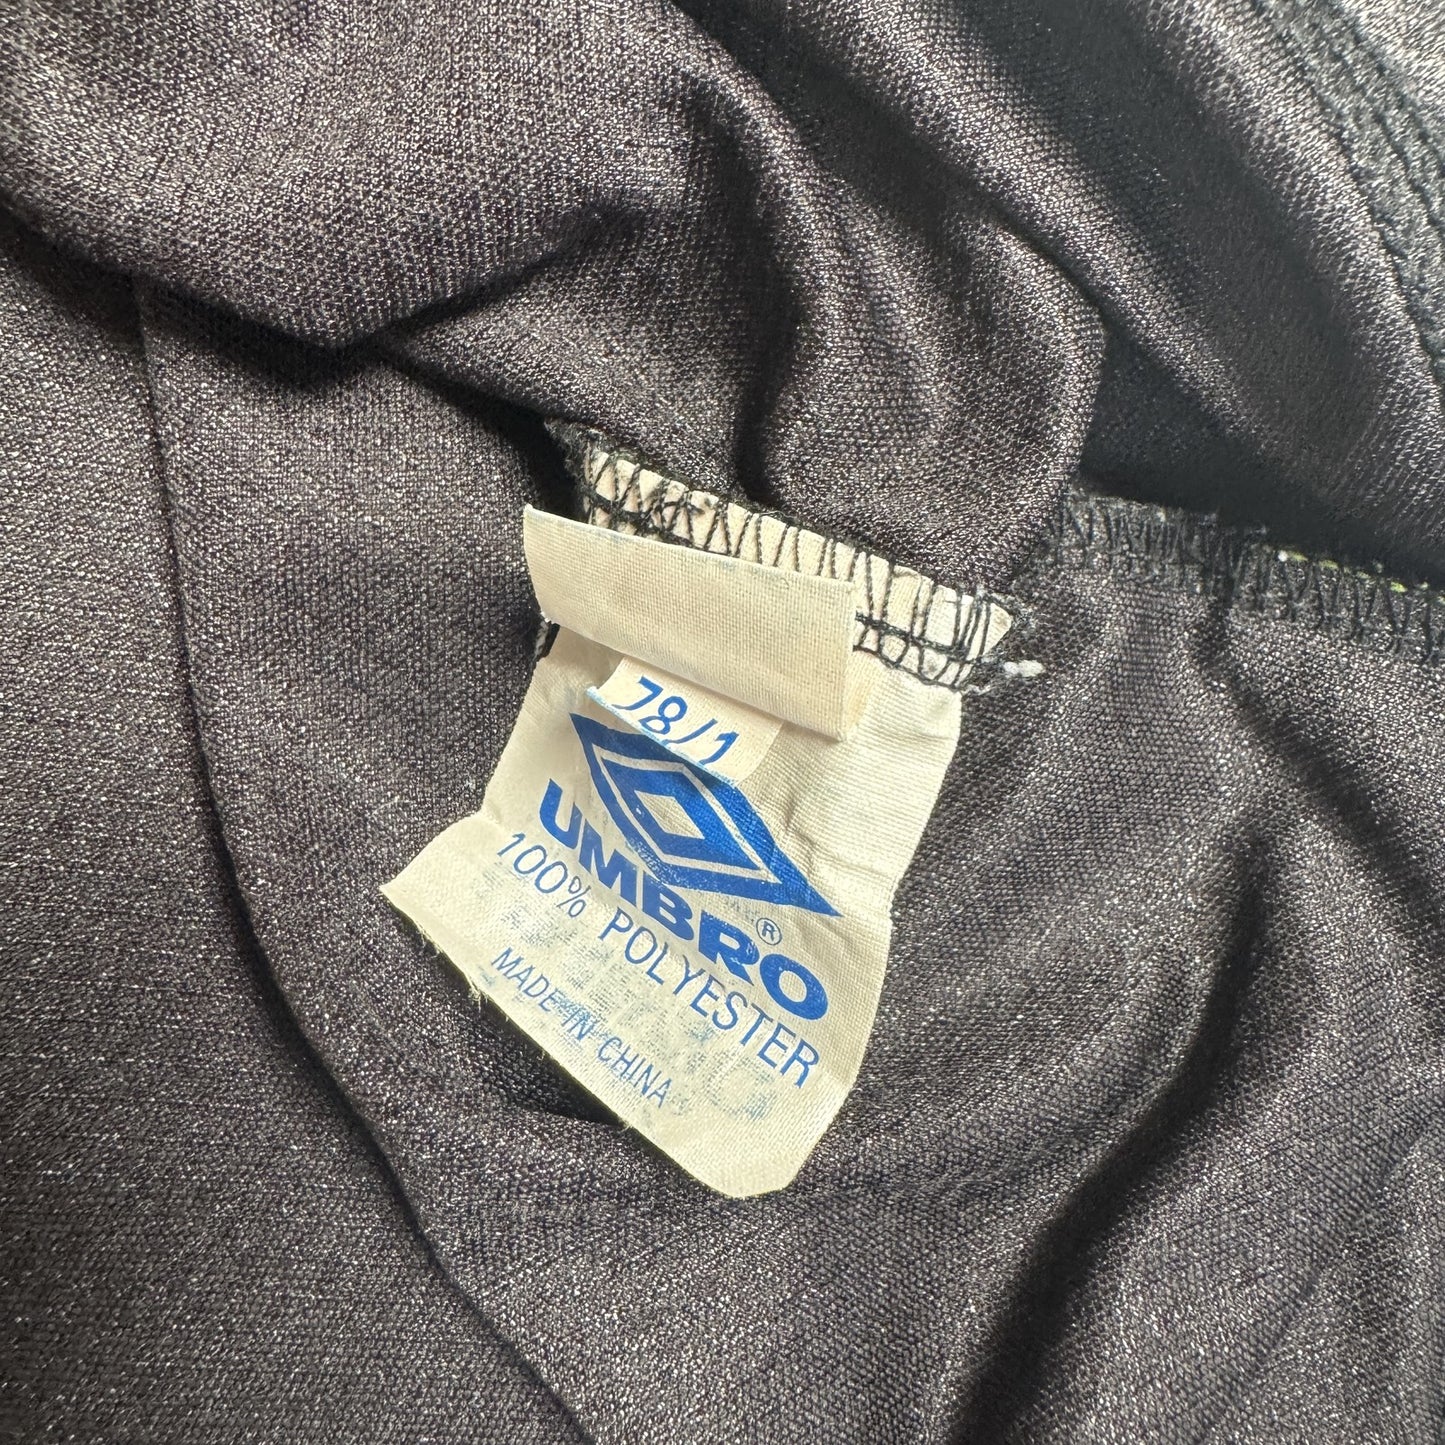 78/1
UMBRO®
100% POLYESTER
MADE IN CHINA